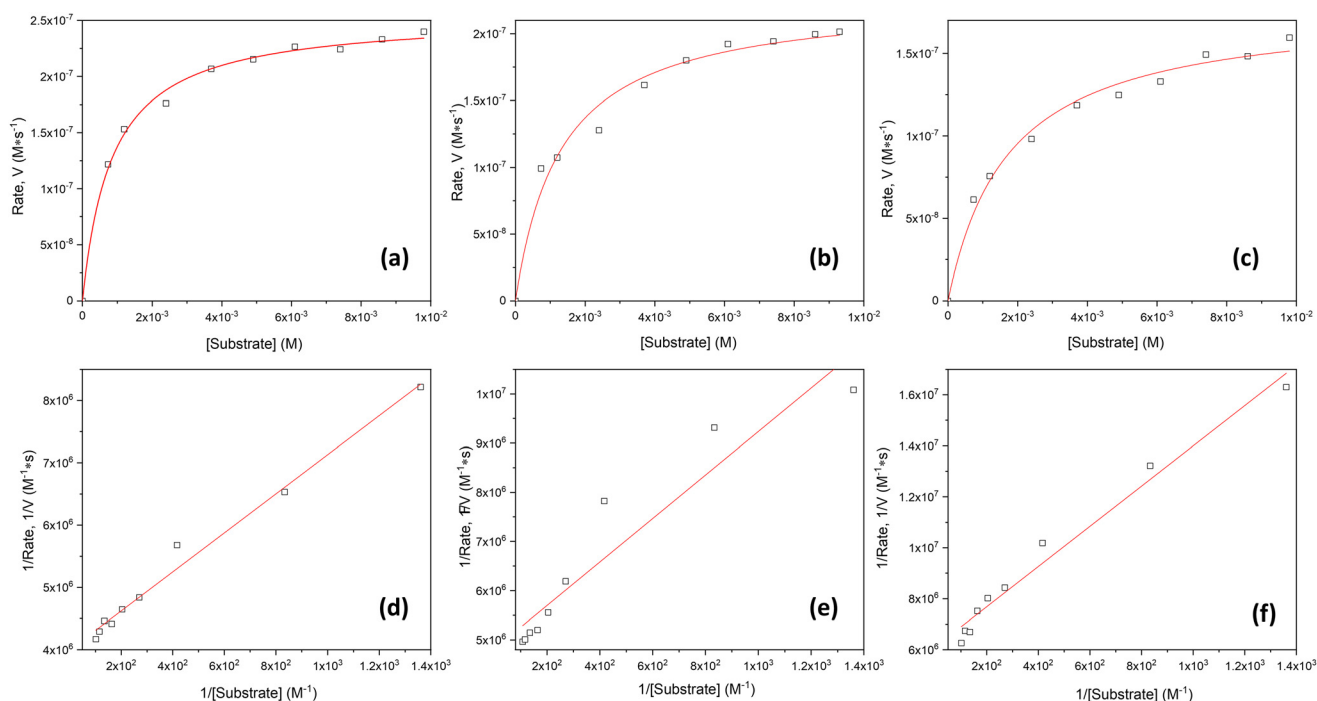 2.5x10⁻⁷
2x10⁻⁷
1.5x10⁻⁷
1x10⁻⁷
5x10⁻⁸
0
Rate, V (M*s⁻¹)
(a)
0 2x10⁻³ 4x10⁻³ 6x10⁻³ 8x10⁻³ 1x10⁻²
[Substrate] (M)
2x10⁻⁷
2x10⁻⁷
1x10⁻⁷
5x10⁻⁸
0
Rate, V (M*s⁻¹)
(b)
0 2x10⁻³ 4x10⁻³ 6x10⁻³ 8x10⁻³ 1x10⁻²
[Substrate] (M)
1.5x10⁻⁷
1x10⁻⁷
5x10⁻⁸
0
Rate, V (M*s⁻¹)
(c)
0 2x10⁻³ 4x10⁻³ 6x10⁻³ 8x10⁻³ 1x10⁻²
[Substrate] (M)
8x10⁶
7x10⁶
6x10⁶
5x10⁶
4x10⁶
1/Rate, 1/V (M⁻¹*s)
(d)
2x10² 4x10² 6x10² 8x10² 1x10³ 1.2x10³ 1.4x10³
1/[Substrate] (M⁻¹)
1x10⁷
9x10⁶
8x10⁶
7x10⁶
6x10⁶
5x10⁶
1/Rate, 1/V (M⁻¹*s)
(e)
2x10² 4x10² 6x10² 8x10² 1x10³ 1.2x10³ 1.4x10³
1/[Substrate] (M⁻¹)
1.6x10⁷
1.4x10⁷
1.2x10⁷
1x10⁷
8x10⁶
6x10⁶
1/Rate, 1/V (M⁻¹*s)
(f)
2x10² 4x10² 6x10² 8x10² 1x10³ 1.2x10³ 1.4x10³
1/[Substrate] (M⁻¹)